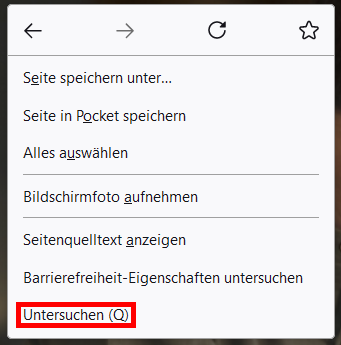 Seite speichern unter...
Seite in Pocket speichern
Alles auswählen
Bildschirmfoto aufnehmen
Seitenquelltext anzeigen
Barrierefreiheit-Eigenschaften untersuchen
Untersuchen (Q)